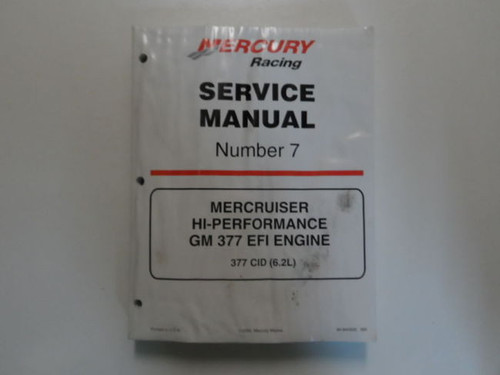 MERCURY
Racing
SERVICE
MANUAL
Number 7
MERCRUISER
HI-PERFORMANCE
GM 377 EFI ENGINE
377 CID (6.2L)